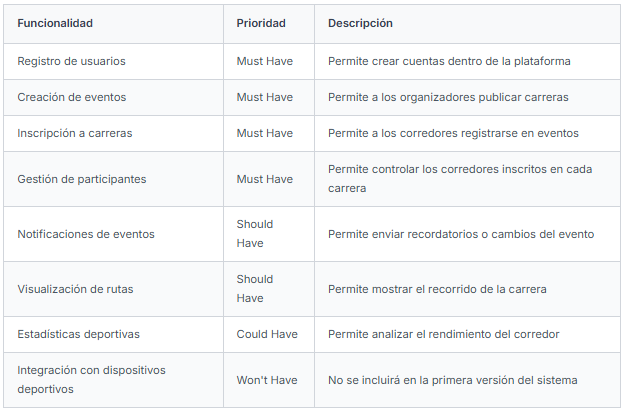 Funcionalidad Prioridad Descripción
Registro de usuarios Must Have Permite crear cuentas dentro de la plataforma
Creación de eventos Must Have Permite a los organizadores publicar carreras
Inscripción a carreras Must Have Permite a los corredores registrarse en eventos
Gestión de participantes Must Have Permite controlar los corredores inscritos en cada
carrera
Notificaciones de eventos Should
Have Permite enviar recordatorios o cambios del evento
Visualización de rutas Should
Have Permite mostrar el recorrido de la carrera
Estadísticas deportivas Could Have Permite analizar el rendimiento del corredor
Integración con dispositivos
deportivos Won't Have No se incluirá en la primera versión del sistema